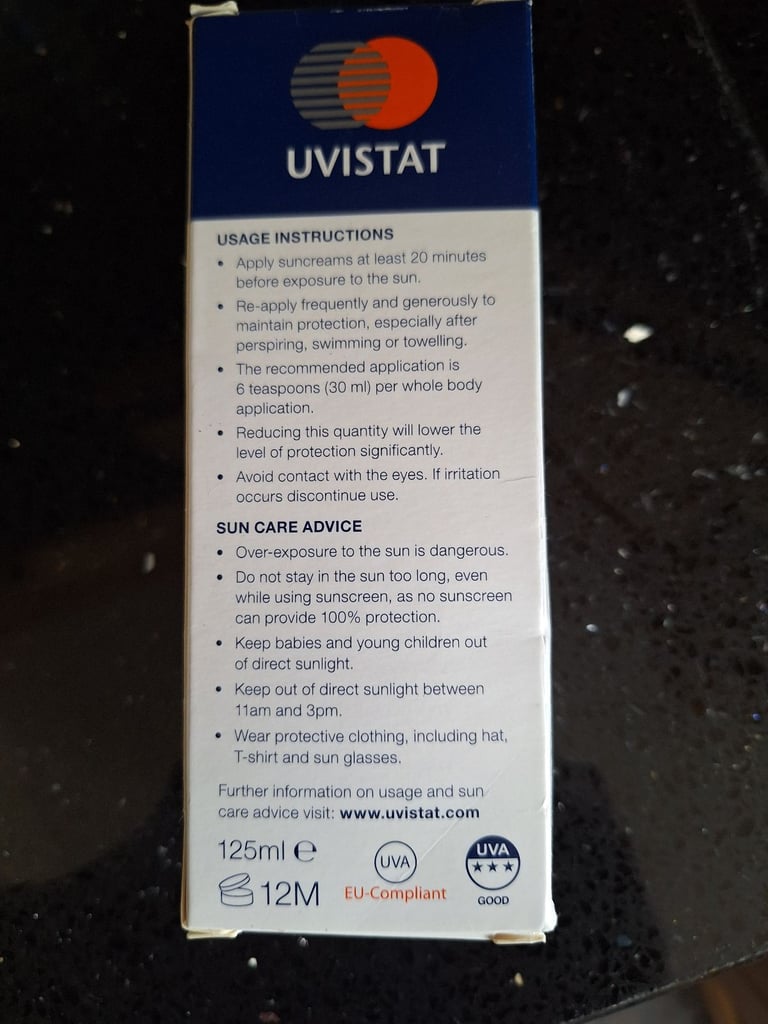 UVISTAT
USAGE INSTRUCTIONS
• Apply suncreams at least 20 minutes
before exposure to the sun.
• Re-apply frequently and generously to
maintain protection, especially after
perspiring, swimming or towelling.
• The recommended application is
6 teaspoons (30 ml) per whole body
application.
• Reducing this quantity will lower the
level of protection significantly.
• Avoid contact with the eyes. If irritation
occurs discontinue use.
SUN CARE ADVICE
• Over-exposure to the sun is dangerous.
• Do not stay in the sun too long, even
while using sunscreen, as no sunscreen
can provide 100% protection.
• Keep babies and young children out
of direct sunlight.
• Keep out of direct sunlight between
11am and 3pm.
• Wear protective clothing, including hat,
T-shirt and sun glasses.
Further information on usage and sun
care advice visit: www.uvistat.com
125ml ℮
12M
UVA
EU-Compliant
UVA
★★★
GOOD